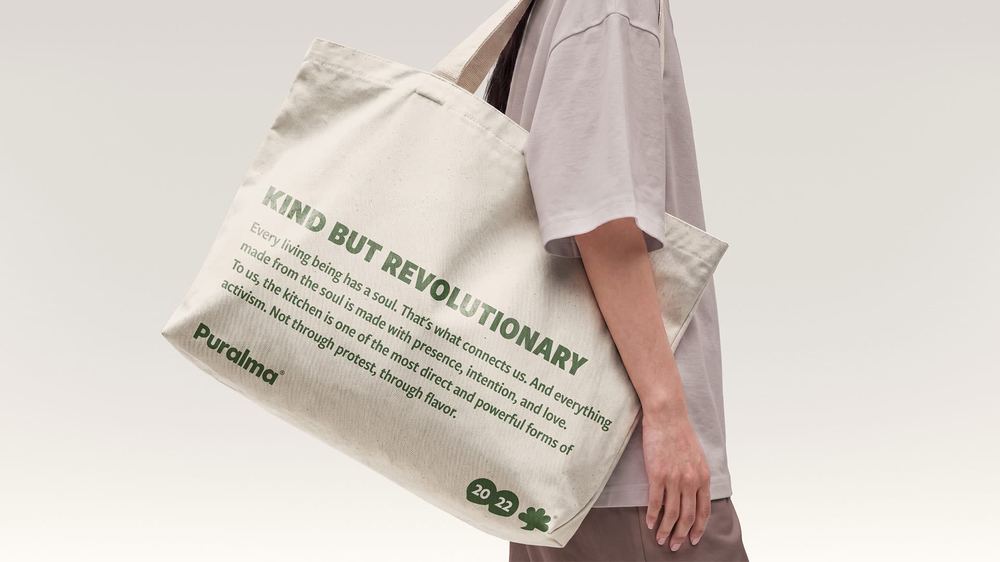 KIND BUT REVOLUTIONARY
Every living being has a soul. That's what connects us. And everything
made from the soul is made with presence, intention, and love.
To us, the kitchen is one of the most direct and powerful forms of
activism. Not through protest, through flavor.
Puralma®
20 22